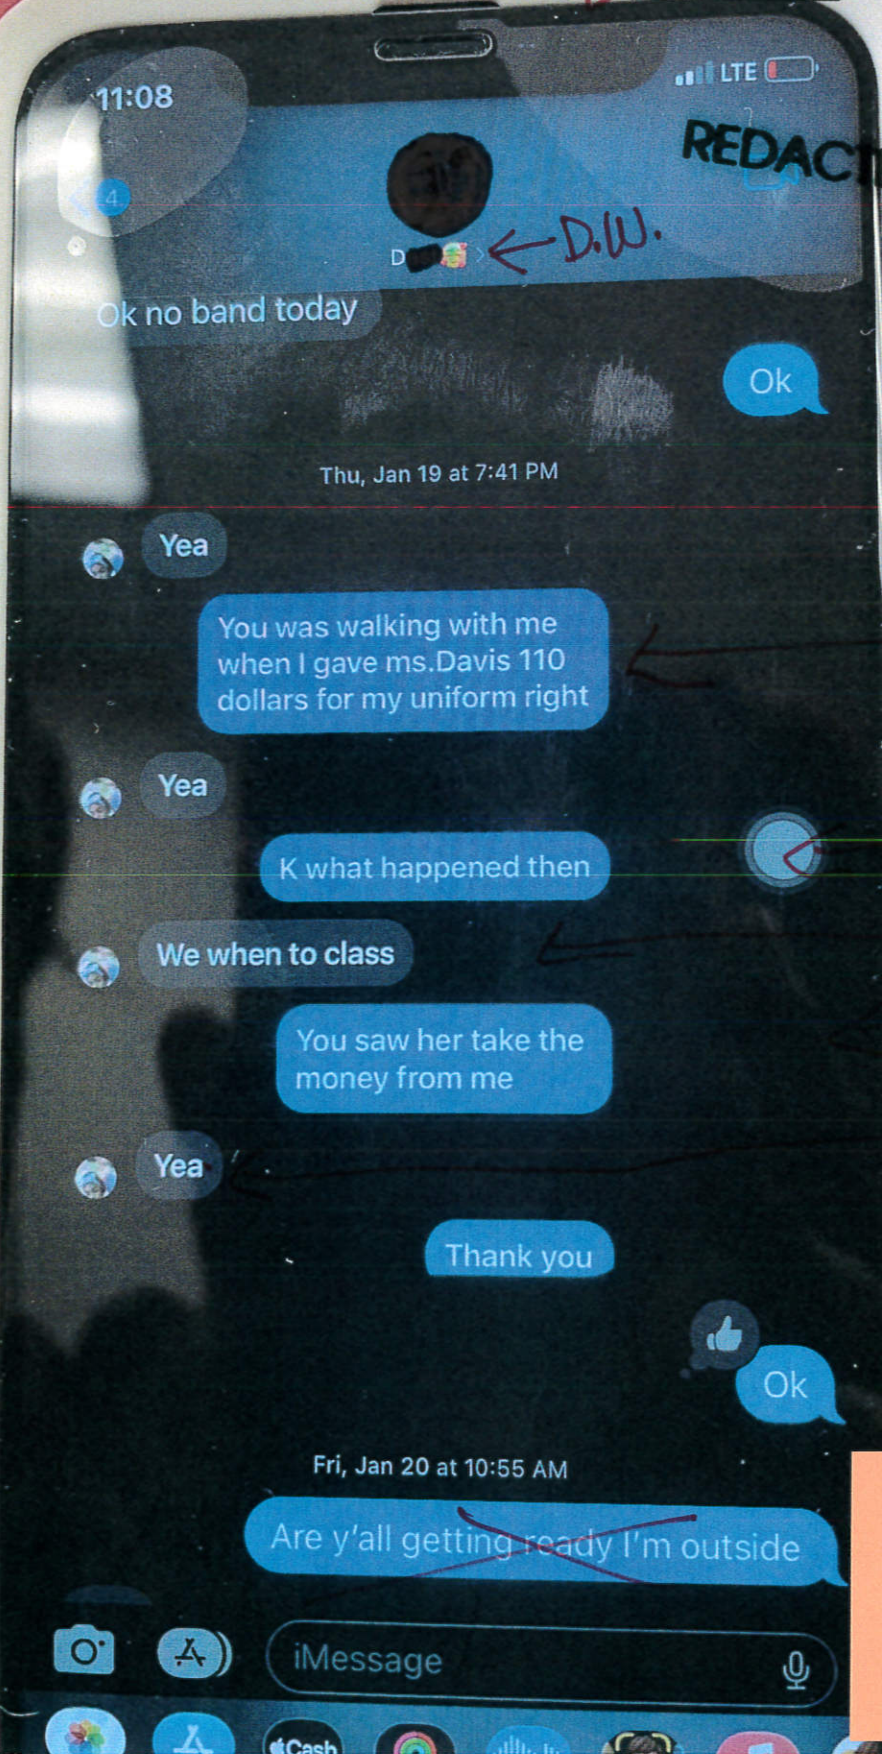 11:08
LTE
REDACT
4
D
D.W.
Ok no band today
Ok
Thu, Jan 19 at 7:41 PM
Yea
You was walking with me
when I gave ms.Davis 110
dollars for my uniform right
Yea
K what happened then
We when to class
You saw her take the
money from me
Yea
Thank you
Ok
Fri, Jan 20 at 10:55 AM
Are y'all getting ready I'm outside
iMessage
Cash